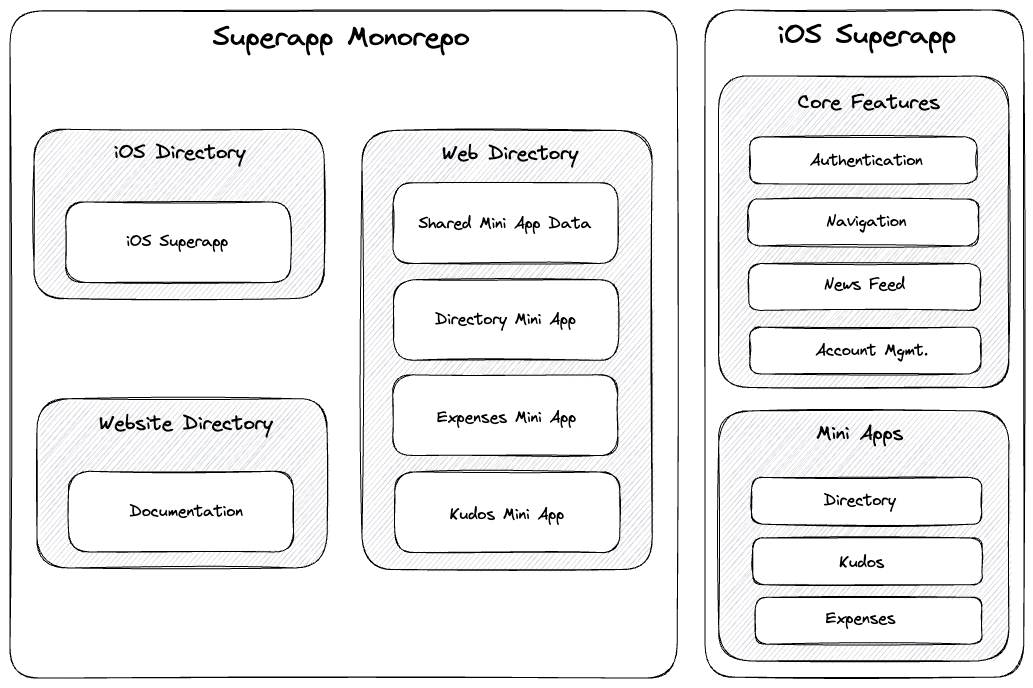 Superapp Monorepo
iOS Directory
iOS Superapp
Website Directory
Documentation
Web Directory
Shared Mini App Data
Directory Mini App
Expenses Mini App
Kudos Mini App
iOS Superapp
Core Features
Authentication
Navigation
News Feed
Account Mgmt.
Mini Apps
Directory
Kudos
Expenses